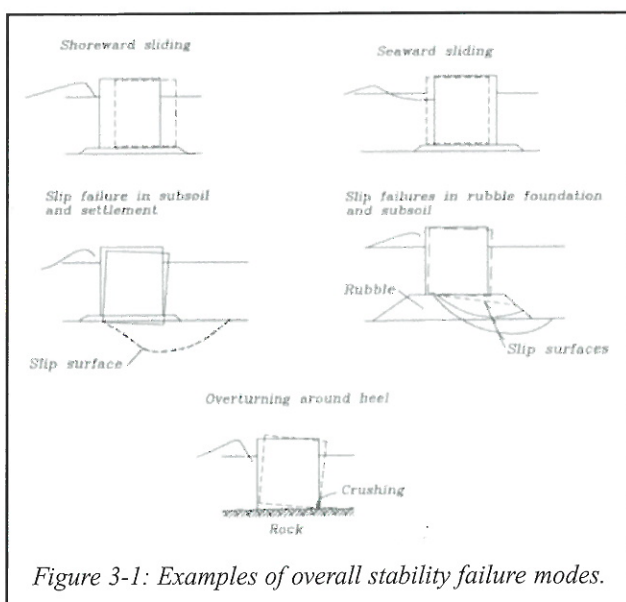 Shoreward sliding
Seaward sliding
Slip failure in subsoil
and settlement
Slip failures in rubble foundation
and subsoil
Rubble
Slip surface
Slip surfaces
Overturning around heel
Crushing
Rock
Figure 3-1: Examples of overall stability failure modes.